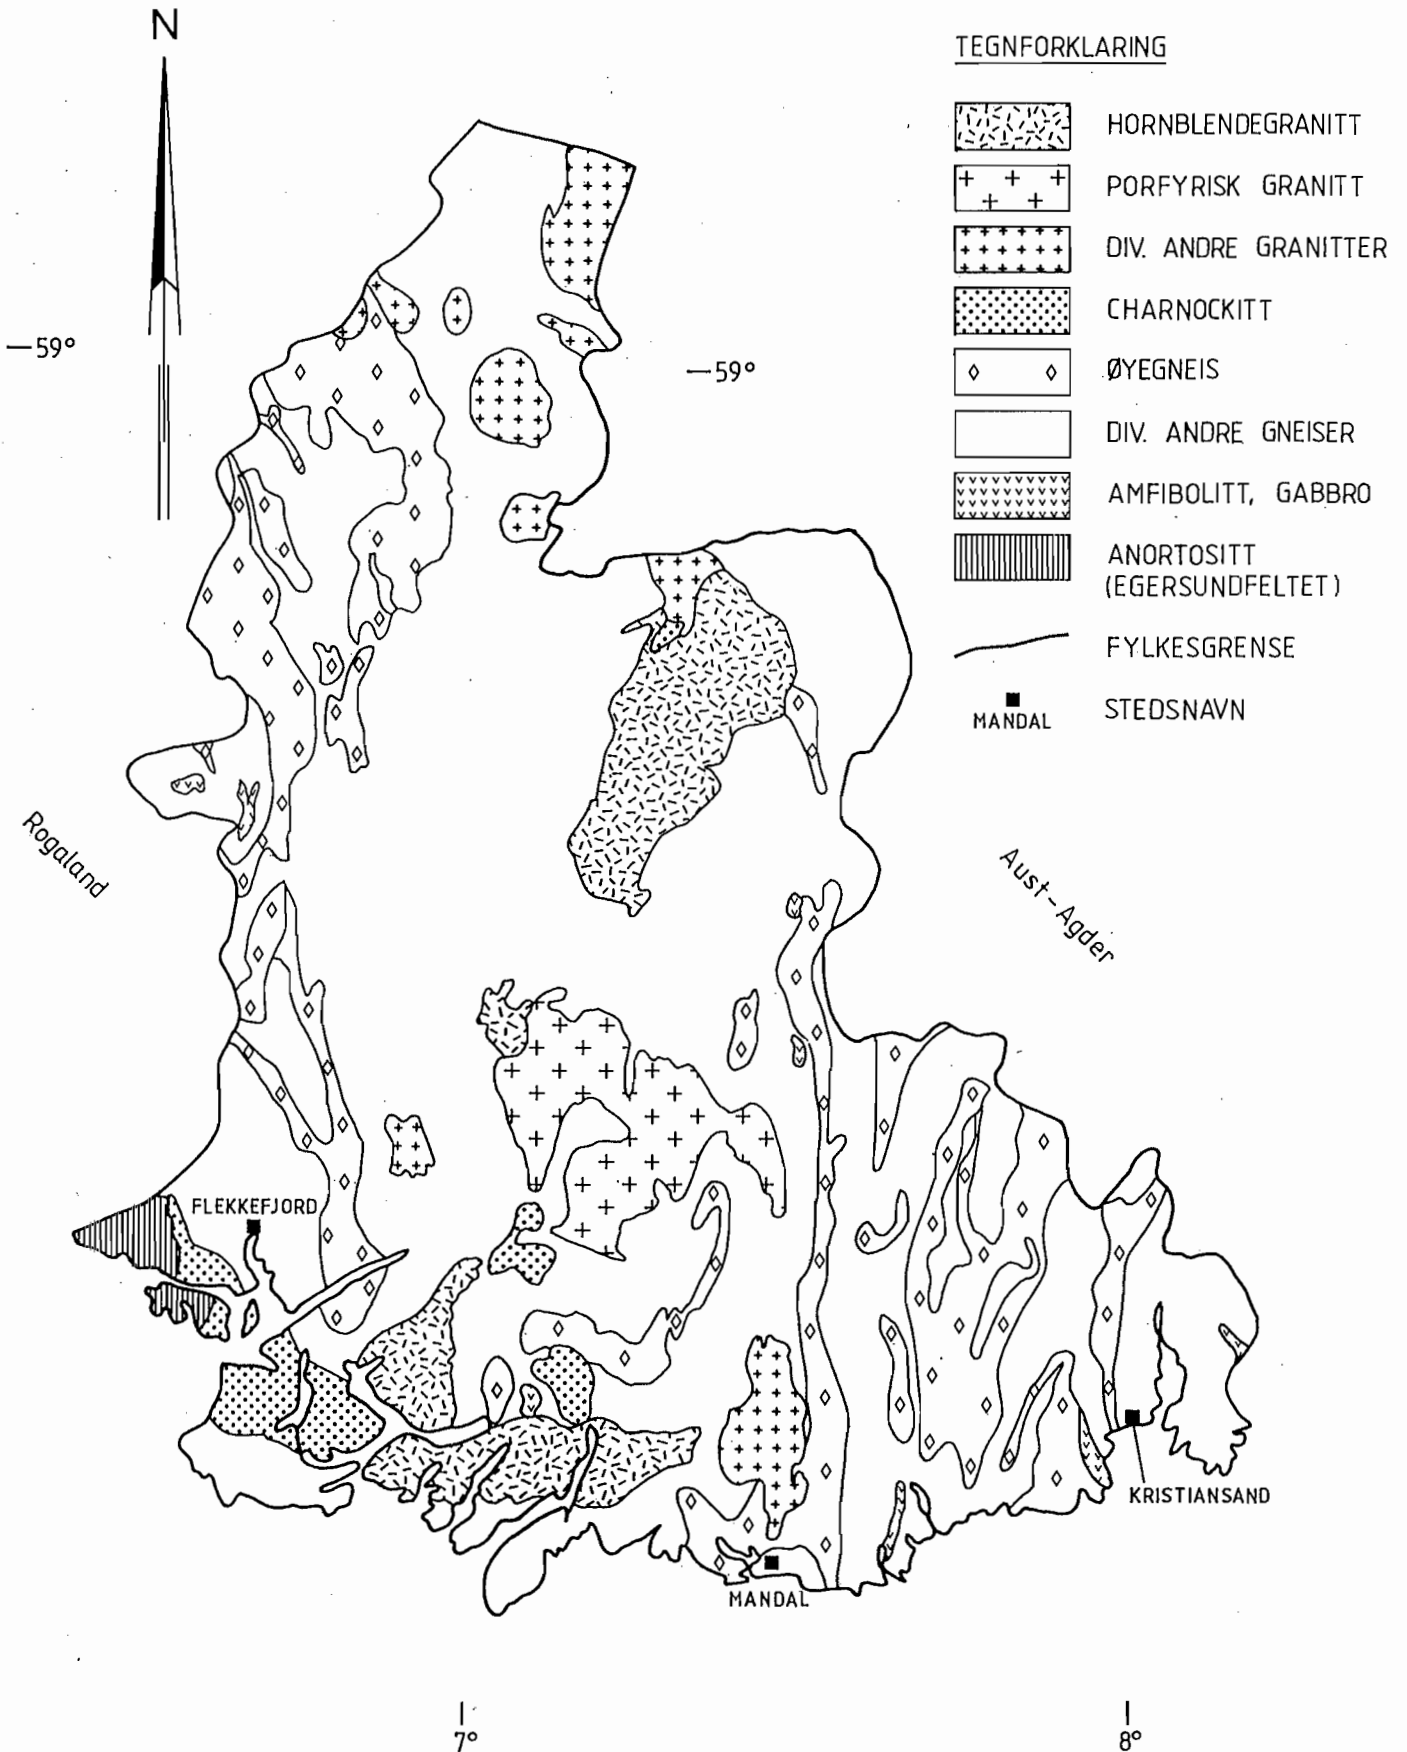 N
TEGNFORKLARING
HORNBLENDEGRANITT
PORFYRISK GRANITT
DIV. ANDRE GRANITTER
CHARNOCKITT
ØYEGNEIS
DIV. ANDRE GNEISER
AMFIBOLITT, GABBRO
ANORTOSITT
(EGERSUNDFELTET)
FYLKESGRENSE
MANDAL
STEDSNAVN
59°
59°
Rogaland
Aust-Agder
FLEKKEFJORD
KRISTIANSAND
MANDAL
7°
8°